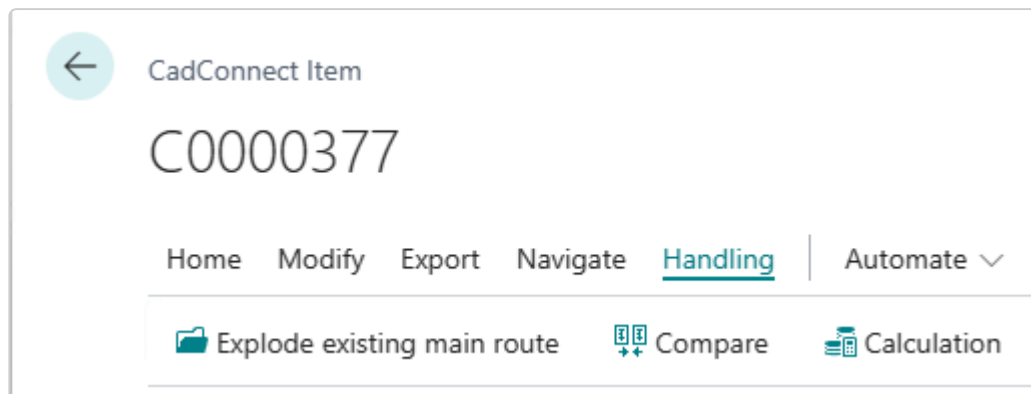 CadConnect Item
C0000377
Home Modify Export Navigate Handling Automate
Explode existing main route Compare Calculation